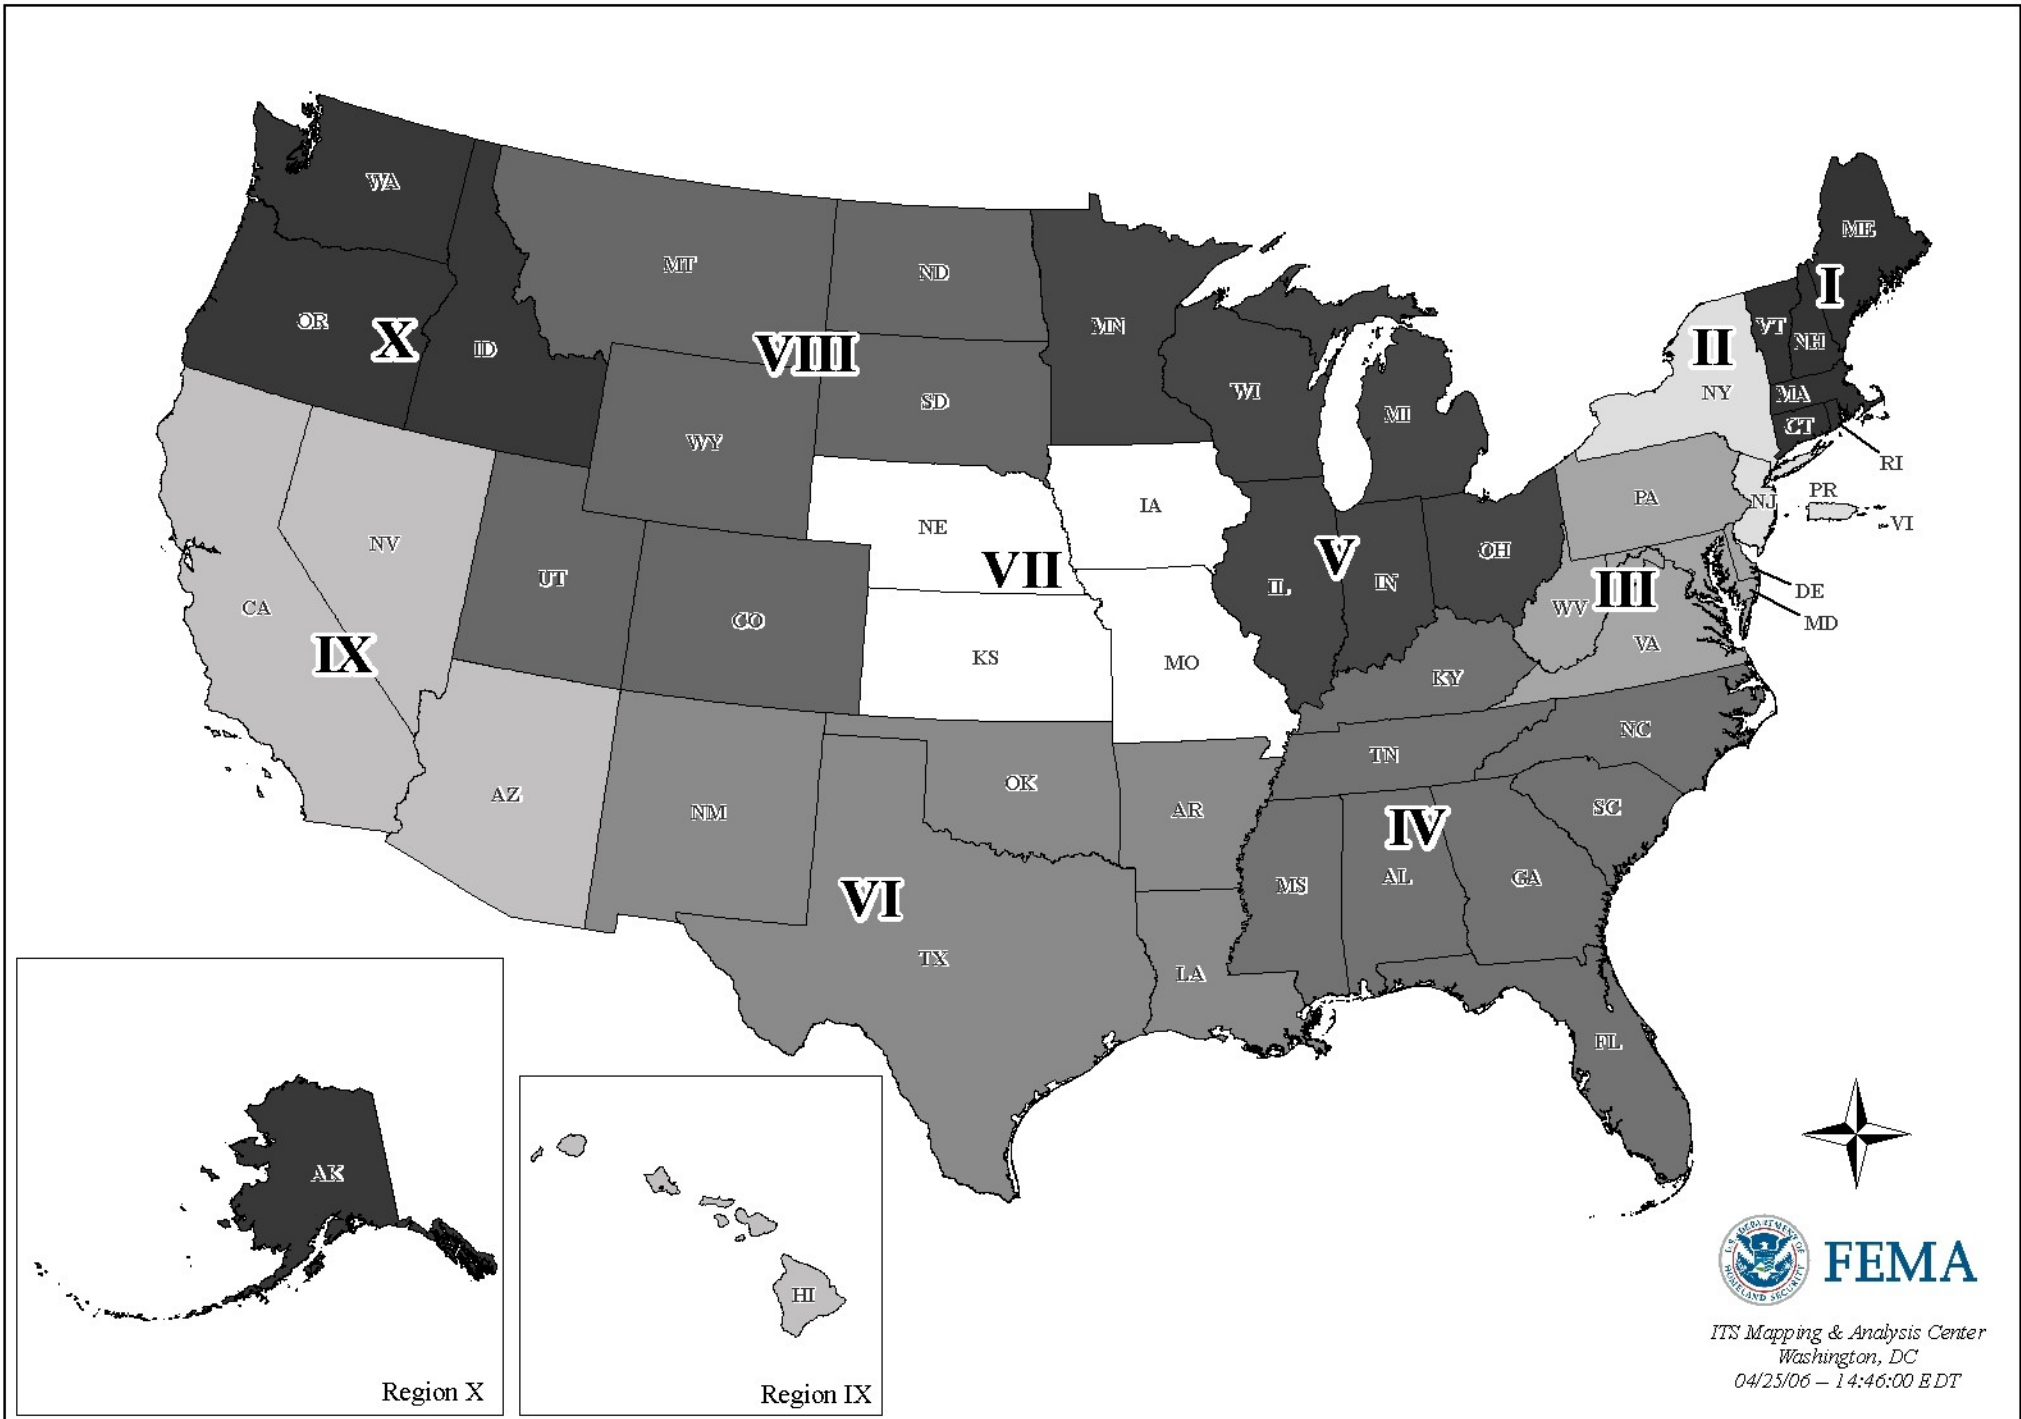 WA
ME
MT
ND
I
OR
X
ID
VIII
MN
VT
NH
II
WI
SD
MI
NY
MA
WY
CT
RI
NE
IA
PA
NJ
PR
VI
NV
VII
V
OH
UT
IL
IN
III
DE
CA
WV
MD
CO
IX
KS
MO
VA
KY
NC
TN
AZ
OK
NM
AR
SC
IV
VI
MS
AL
GA
TX
LA
FL
AK
HI
Region X
Region IX
U.S. DEPARTMENT OF
HOMELAND SECURITY
FEMA
ITS Mapping & Analysis Center
Washington, DC
04/25/06 – 14:46:00 EDT